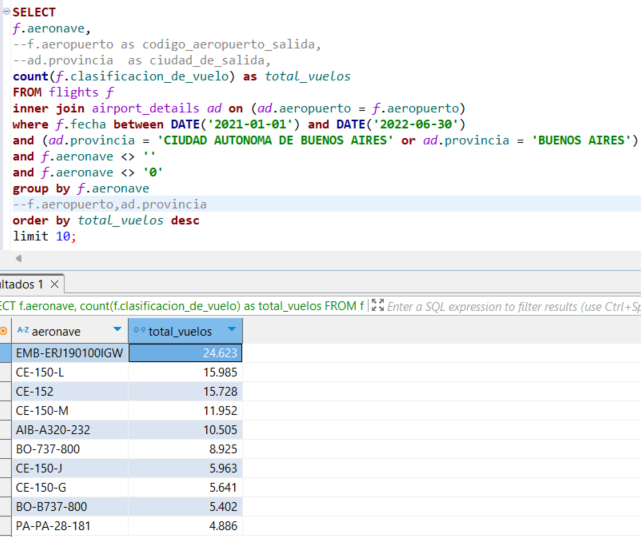 SELECT
f.aeronave,
--f.aeropuerto as codigo_aeropuerto_salida,
--ad.provincia  as ciudad_de_salida,
count(f.clasificacion_de_vuelo) as total_vuelos
FROM flights f
inner join airport_details ad on (ad.aeropuerto = f.aeropuerto)
where f.fecha between DATE('2021-01-01') and DATE('2022-06-30')
and (ad.provincia = 'CIUDAD AUTONOMA DE BUENOS AIRES' or ad.provincia = 'BUENOS AIRES')
and f.aeronave <> ''
and f.aeronave <> '0'
group by f.aeronave
--f.aeropuerto,ad.provincia
order by total_vuelos desc
limit 10;
ultados 1
ECT f.aeronave, count(f.clasificacion_de_vuelo) as total_vuelos FROM f Enter a SQL expression to filter results (use Ctrl+Sp
A-Z aeronave 0-9 total_vuelos
EMB-ERJ190100IGW 24.623
CE-150-L 15.985
CE-152 15.728
CE-150-M 11.952
AIB-A320-232 10.505
BO-737-800 8.925
CE-150-J 5.963
CE-150-G 5.641
BO-B737-800 5.402
PA-PA-28-181 4.886